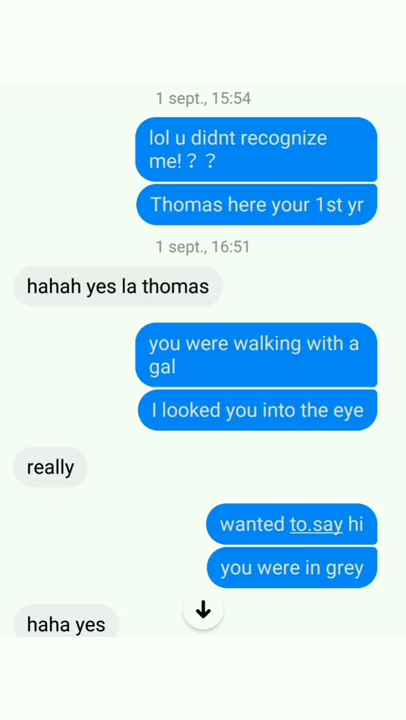 1 sept., 15:54
lol u didnt recognize
me!？？
Thomas here your 1st yr
1 sept., 16:51
hahah yes la thomas
you were walking with a
gal
I looked you into the eye
really
wanted to.say hi
you were in grey
haha yes